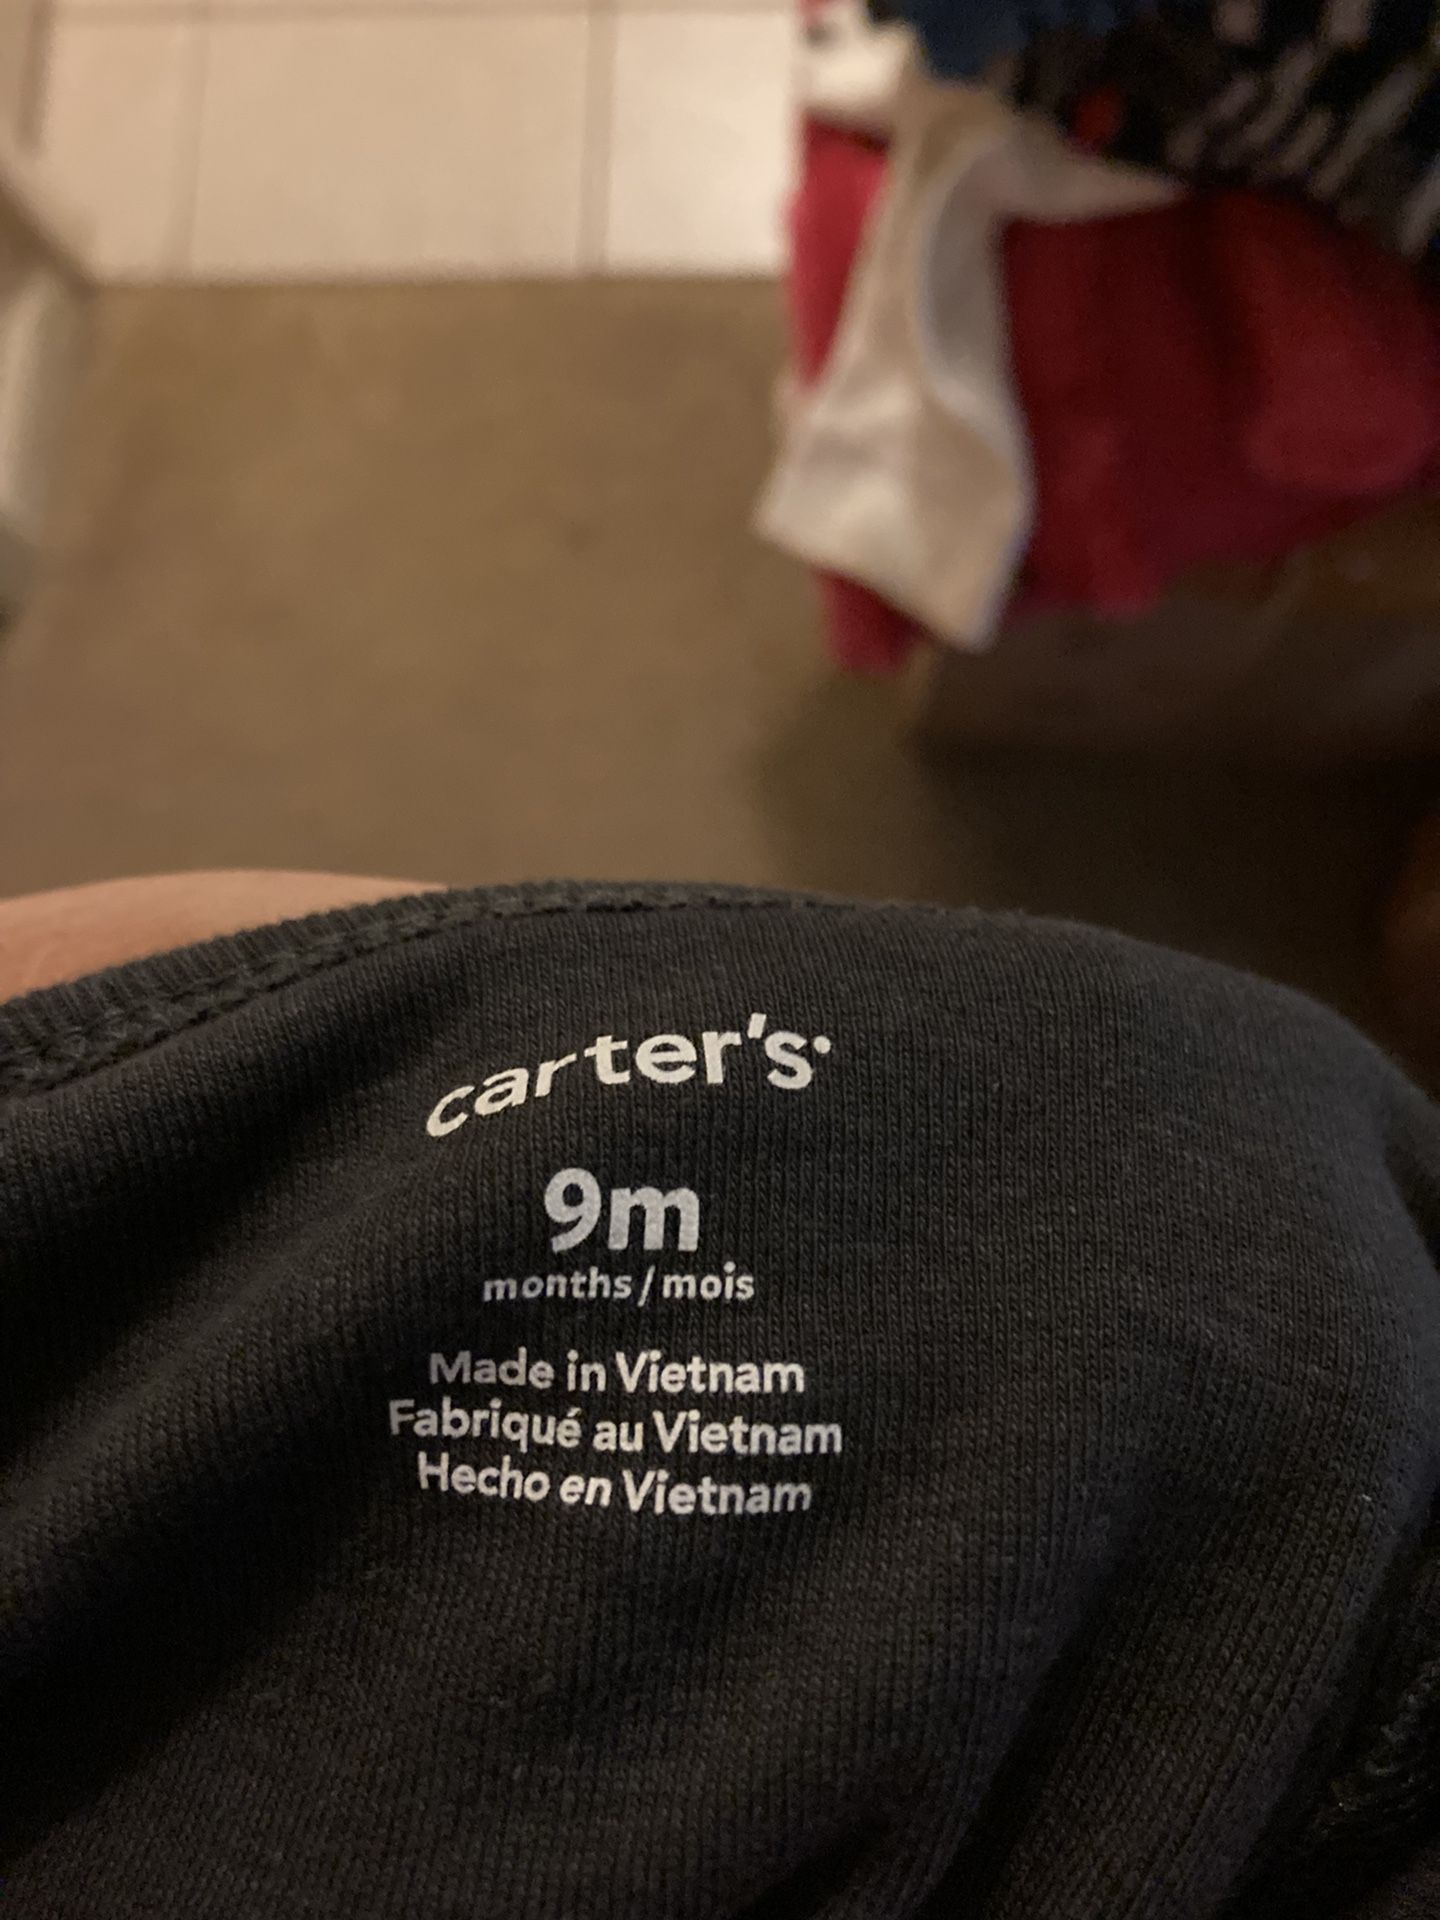 carter's
9m
months/mois
Made in Vietnam
Fabriqué au Vietnam
Hecho en Vietnam